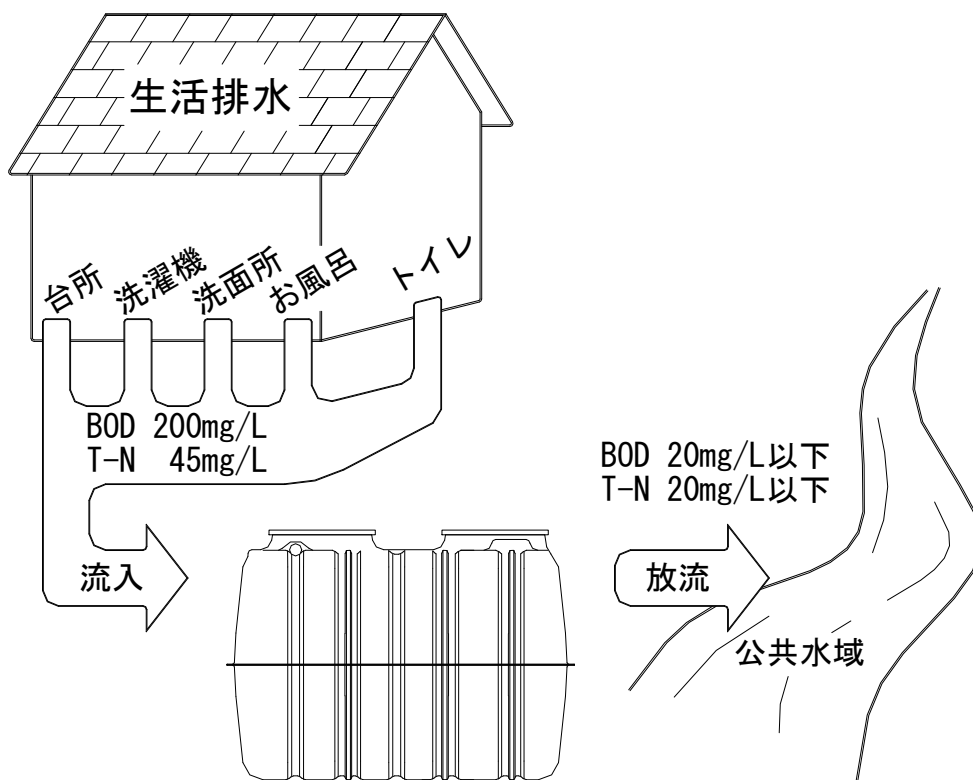 生活排水
台所
洗濯機
洗面所
お風呂
トイレ
BOD 200mg/L
T-N 45mg/L
流入
BOD 20mg/L以下
T-N 20mg/L以下
放流
公共水域